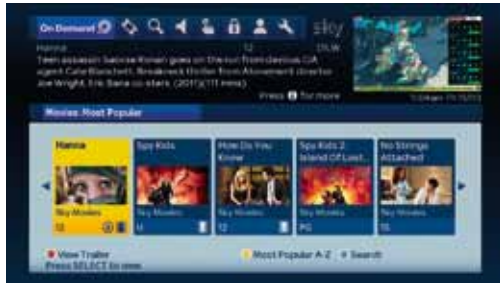 On Demand
sky
Hanna 12
Teen assassin Saoirse Ronan goes on the run from devious CIA
agent Cate Blanchett. Breakneck thriller from Atonement director
Joe Wright. Eric Bana co-stars. (2011)(111 mins)
Press for more
Movies: Most Popular
Hanna
Sky Movies
12
Spy Kids
Sky Movies
U
How Do You
Know
Sky Movies
12
Spy Kids 2
Island Of Lost...
Sky Movies
PG
No Strings
Attached
Sky Movies
15
View Trailer
Most Popular A-Z
Search
Press SELECT to view